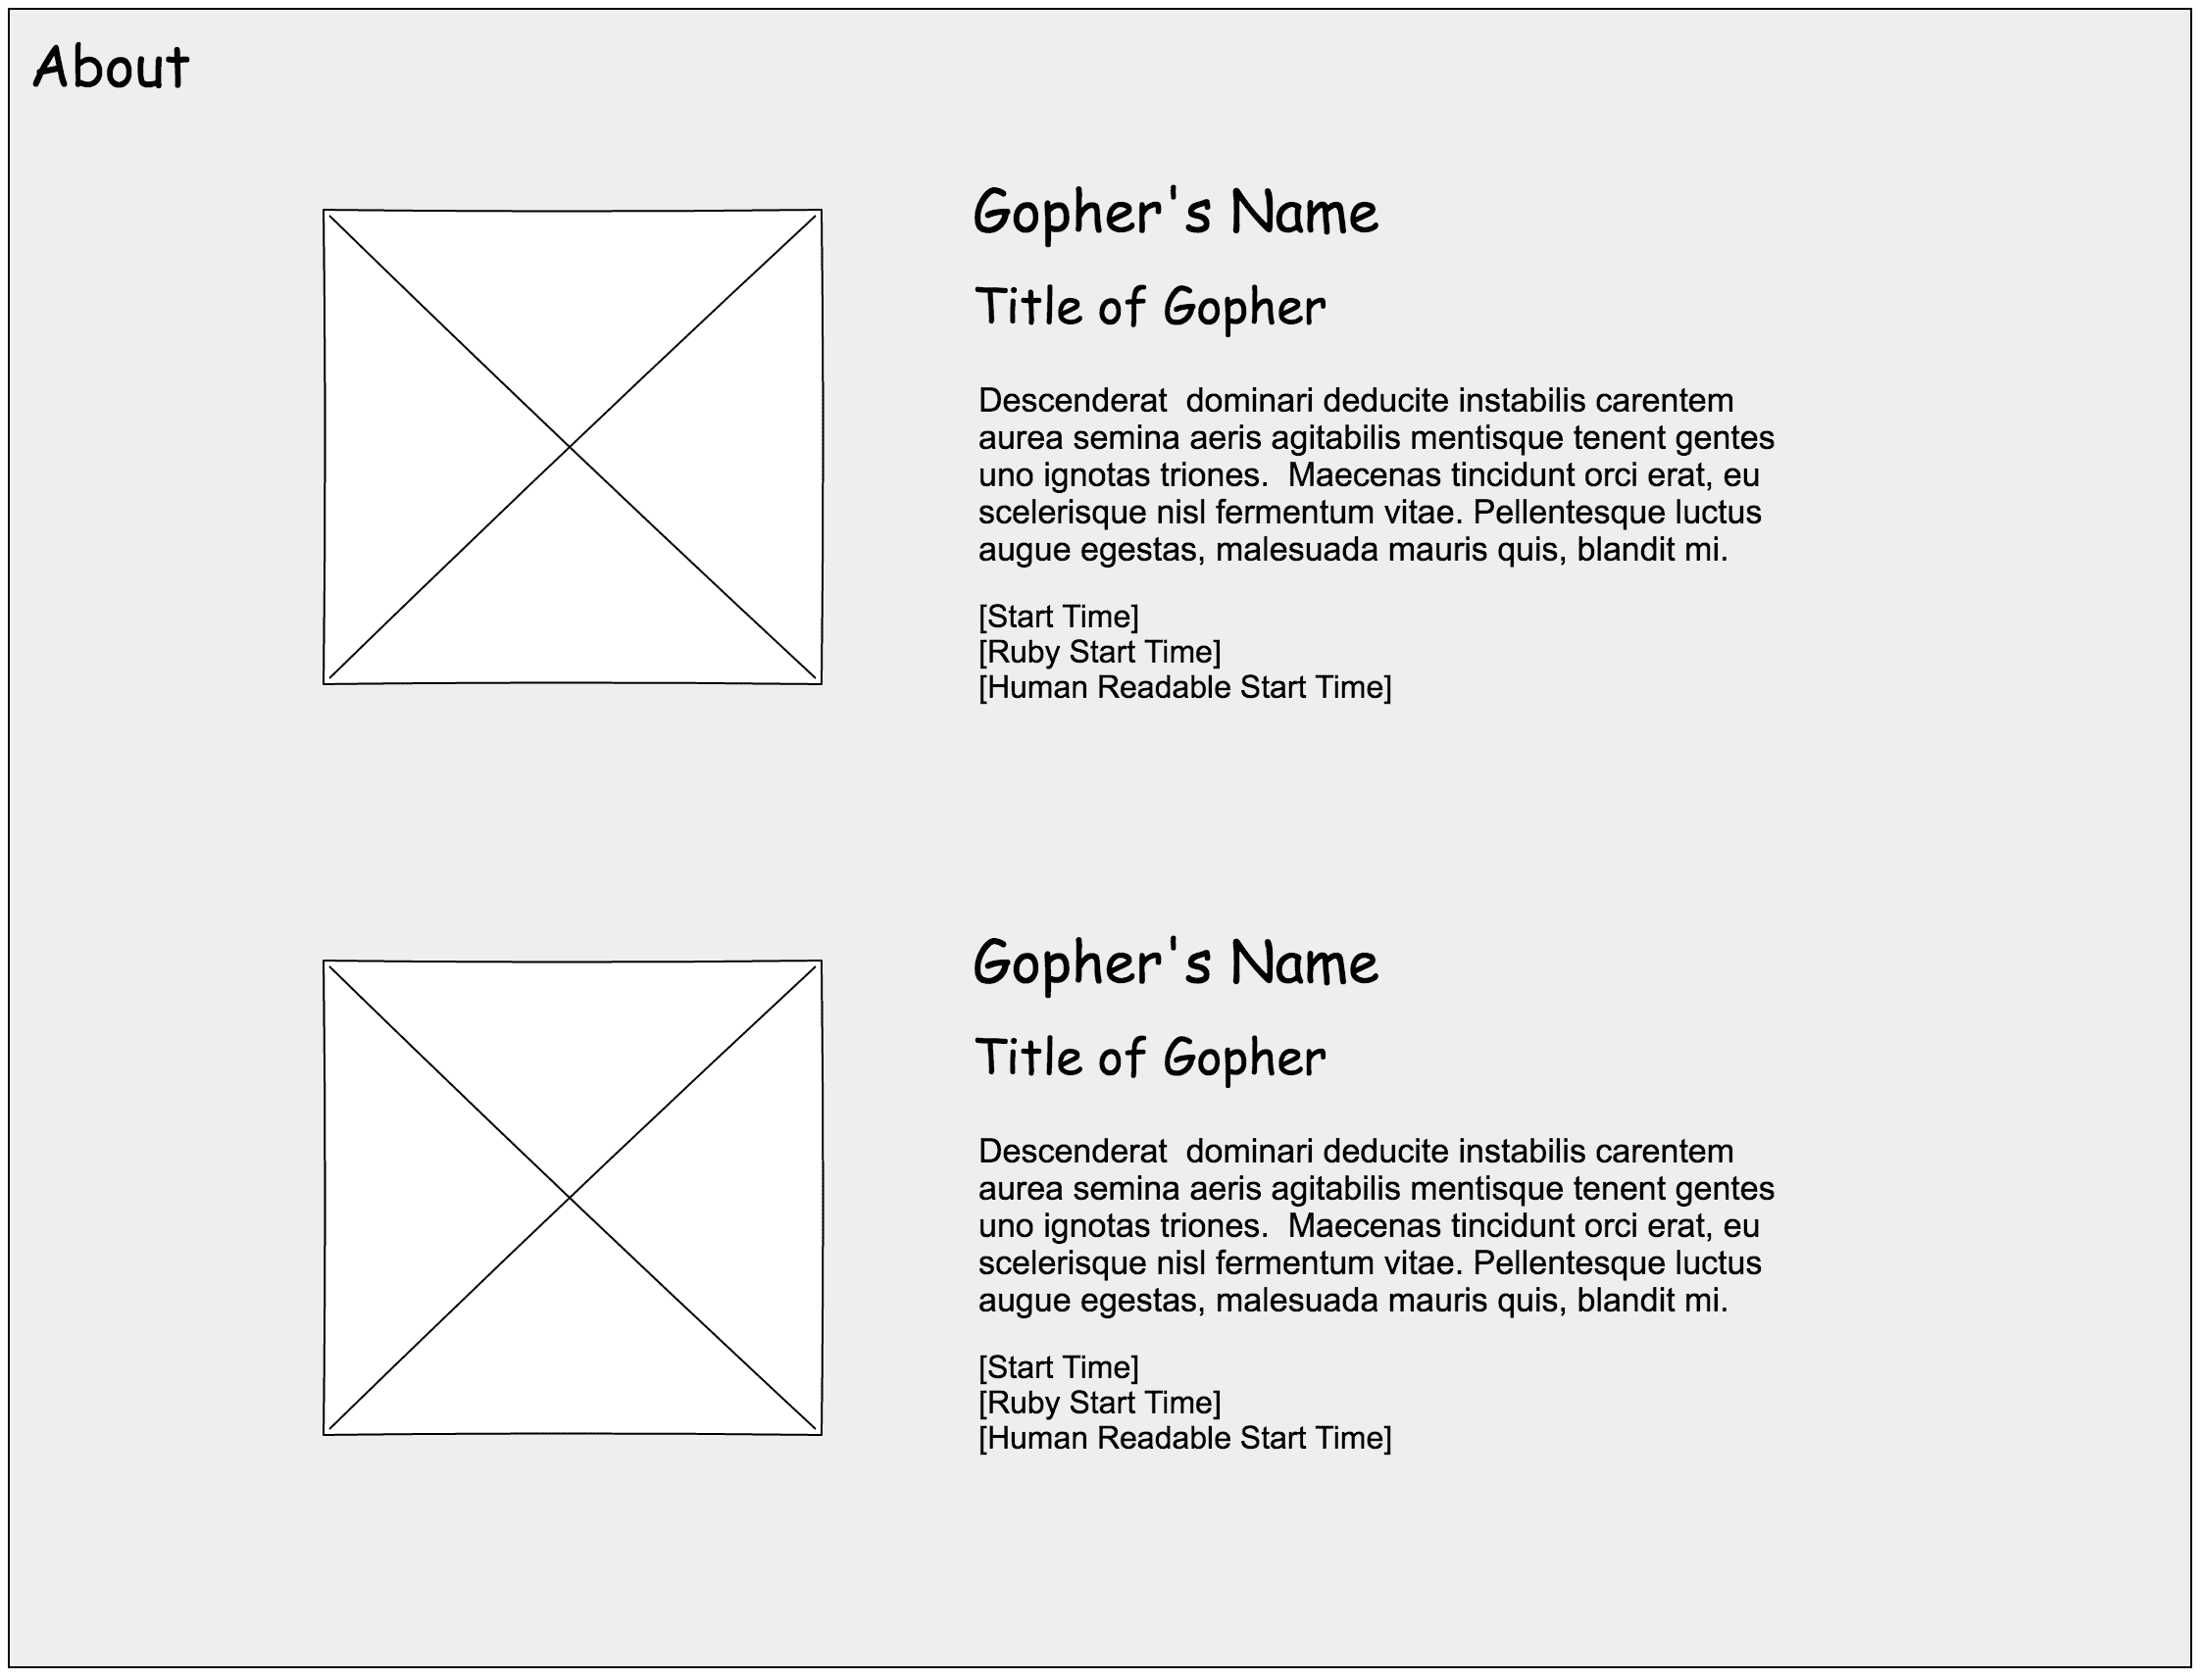 About
Gopher's Name
Title of Gopher
Descenderat  dominari deducite instabilis carentem
aurea semina aeris agitabilis mentisque tenent gentes
uno ignotas triones.  Maecenas tincidunt orci erat, eu
scelerisque nisl fermentum vitae. Pellentesque luctus
augue egestas, malesuada mauris quis, blandit mi.
[Start Time]
[Ruby Start Time]
[Human Readable Start Time]
Gopher's Name
Title of Gopher
Descenderat  dominari deducite instabilis carentem
aurea semina aeris agitabilis mentisque tenent gentes
uno ignotas triones.  Maecenas tincidunt orci erat, eu
scelerisque nisl fermentum vitae. Pellentesque luctus
augue egestas, malesuada mauris quis, blandit mi.
[Start Time]
[Ruby Start Time]
[Human Readable Start Time]